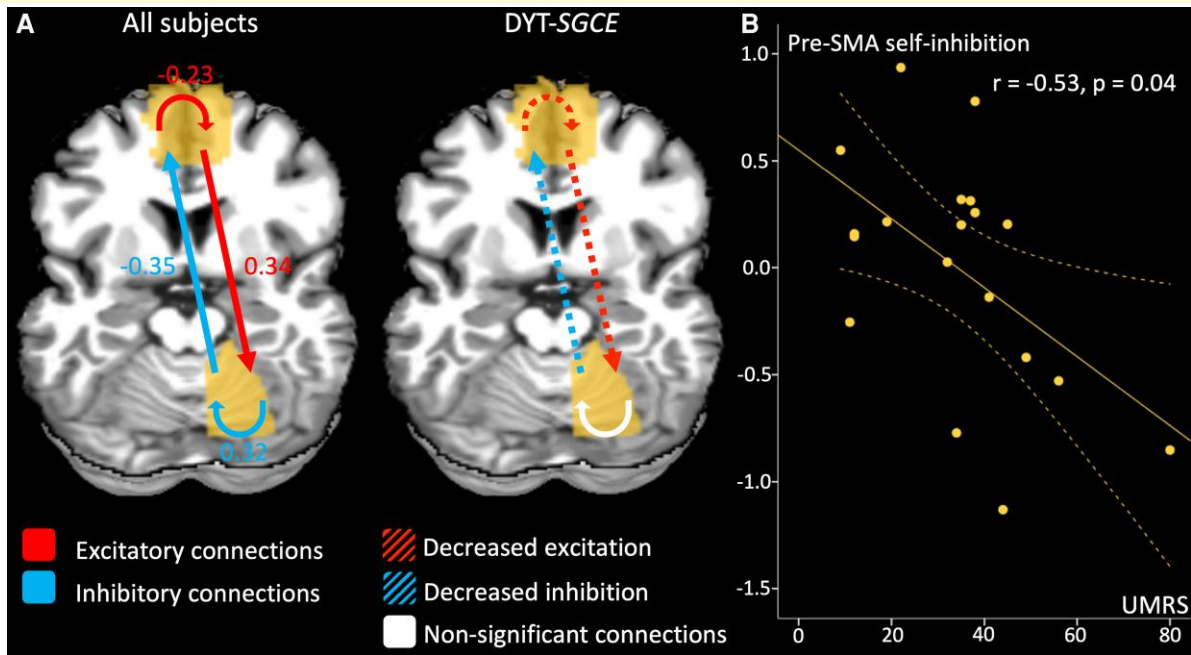 A
All subjects
-0.23
-0.35
0.34
0.32
Excitatory connections
Inhibitory connections
DYT-SGCE
Decreased excitation
Decreased inhibition
Non-significant connections
B
Pre-SMA self-inhibition
r = -0.53, p = 0.04
1.0
0.5
0.0
-0.5
-1.0
-1.5
UMRS
0 20 40 60 80